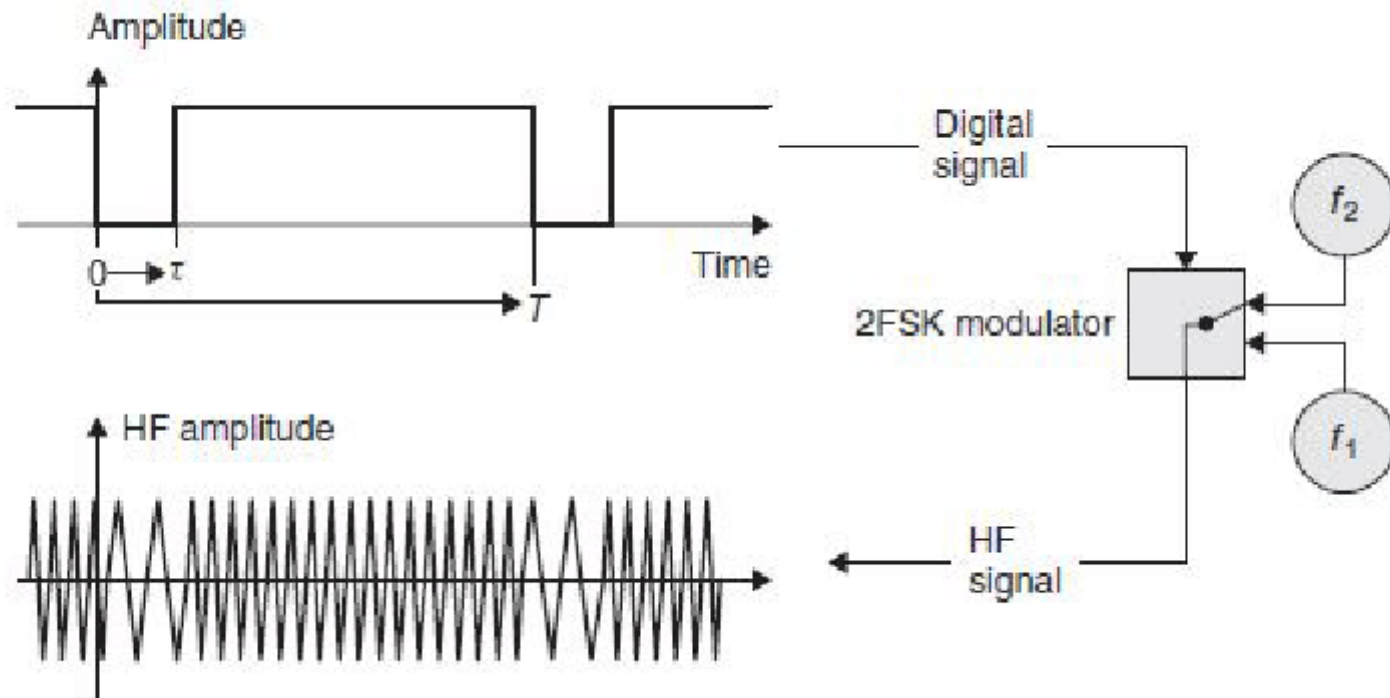 Amplitude
0 τ
T
Time
Digital
signal
f2
2FSK modulator
f1
HF amplitude
HF
signal